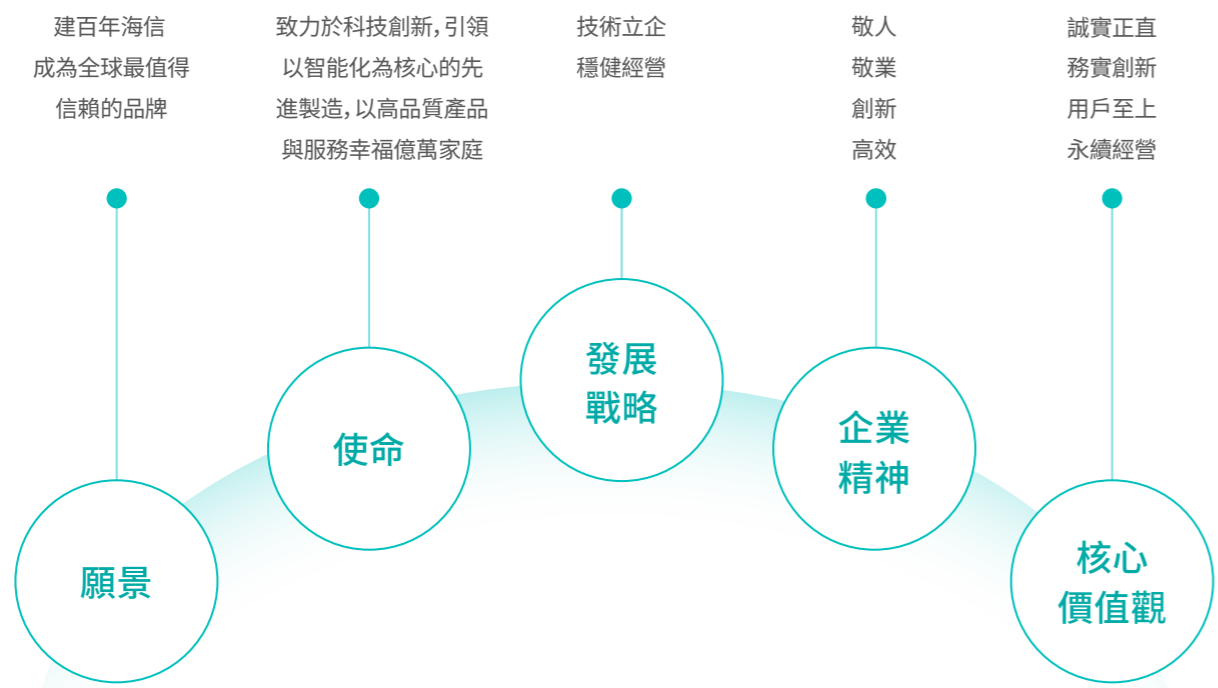 建百年海信
成為全球最值得
信賴的品牌
致力於科技創新,引領
以智能化為核心的先
進製造,以高品質產品
與服務幸福億萬家庭
技術立企
穩健經營
敬人
敬業
創新
高效
誠實正直
務實創新
用戶至上
永續經營
願景
使命
發展
戰略
企業
精神
核心
價值觀